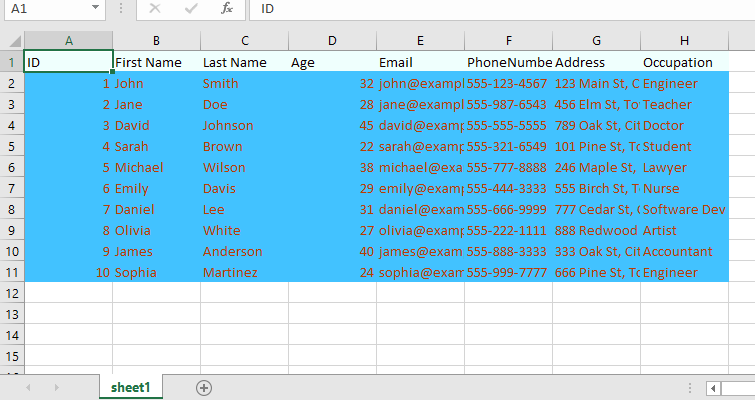 A1 fx ID
A B C D E F G H
1 ID First Name Last Name Age Email PhoneNumbe Address Occupation
2 1 John Smith 32 john@exampl 555-123-4567 123 Main St, C Engineer
3 2 Jane Doe 28 jane@exampl 555-987-6543 456 Elm St, To Teacher
4 3 David Johnson 45 david@examp 555-555-5555 789 Oak St, Cit Doctor
5 4 Sarah Brown 22 sarah@examp 555-321-6549 101 Pine St, To Student
6 5 Michael Wilson 38 michael@exa 555-777-8888 246 Maple St, Lawyer
7 6 Emily Davis 29 emily@examp 555-444-3333 555 Birch St, T Nurse
8 7 Daniel Lee 31 daniel@exam 555-666-9999 777 Cedar St, Software Dev
9 8 Olivia White 27 olivia@examp 555-222-1111 888 Redwood Artist
10 9 James Anderson 40 james@exam 555-888-3333 333 Oak St, Cit Accountant
11 10 Sophia Martinez 24 sophia@exam 555-999-7777 666 Pine St, To Engineer
12
13
14
15
sheet1